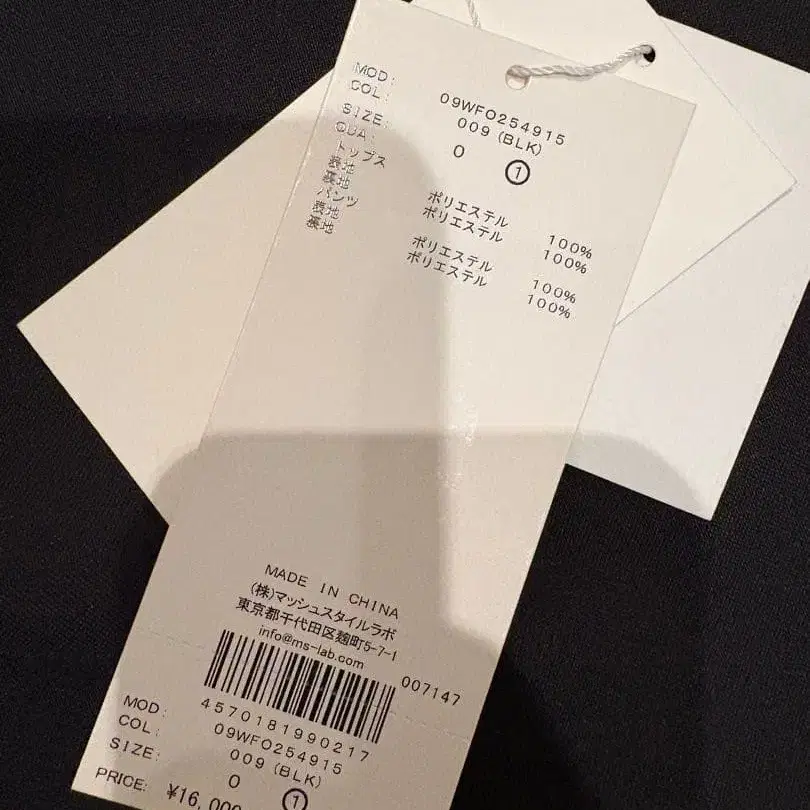 MOD: 09WFO254915
COL: 009 (BLK)
SIZE: 0 ①
QUA:
トップス
表地 ポリエステル 100%
裏地 ポリエステル 100%
パンツ
表地 ポリエステル 100%
裏地 ポリエステル 100%
MADE IN CHINA
(株)マッシュスタイルラボ
東京都千代田区麹町5-7-1
info@ms-lab.com
007147
4570181990217
MOD: 09WFO254915
COL: 009 (BLK)
SIZE: 0 ①
PRICE: ¥16,000